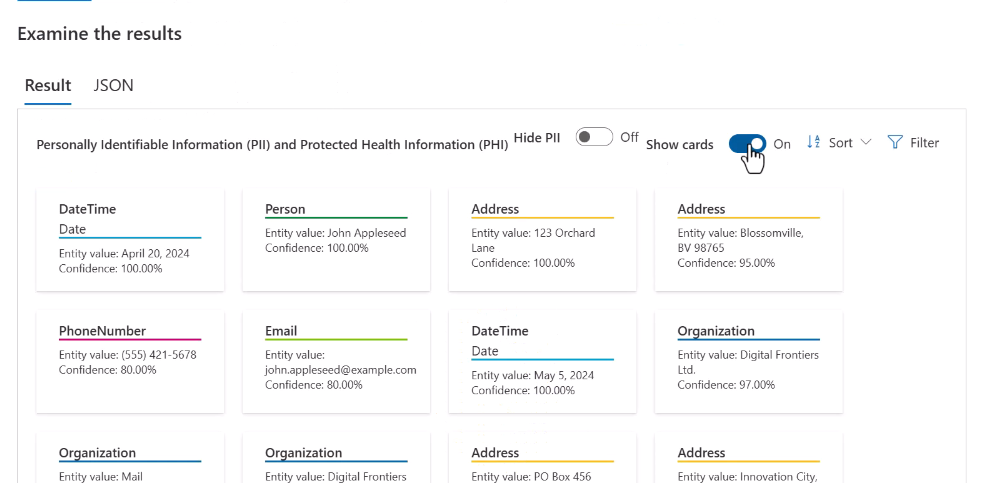 Examine the results
Result JSON
Personally Identifiable Information (PII) and Protected Health Information (PHI) Hide PII Off Show cards On Sort Filter
DateTime
Date
Entity value: April 20, 2024
Confidence: 100.00%
Person
Entity value: John Appleseed
Confidence: 100.00%
Address
Entity value: 123 Orchard
Lane
Confidence: 100.00%
Address
Entity value: Blossomville,
BV 98765
Confidence: 95.00%
PhoneNumber
Entity value: (555) 421-5678
Confidence: 80.00%
Email
Entity value:
john.appleseed@example.com
Confidence: 80.00%
DateTime
Date
Entity value: May 5, 2024
Confidence: 100.00%
Organization
Entity value: Digital Frontiers
Ltd.
Confidence: 97.00%
Organization
Entity value: Mail
Organization
Entity value: Digital Frontiers
Address
Entity value: PO Box 456
Address
Entity value: Innovation City,